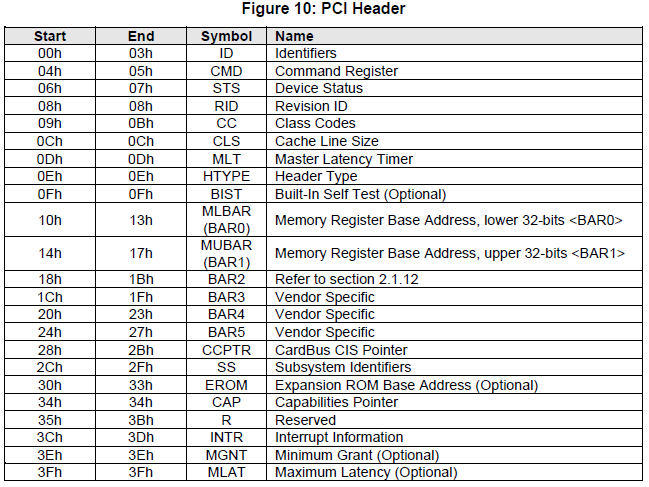 Figure 10: PCI Header
Start End Symbol Name
00h 03h ID Identifiers
04h 05h CMD Command Register
06h 07h STS Device Status
08h 08h RID Revision ID
09h 0Bh CC Class Codes
0Ch 0Ch CLS Cache Line Size
0Dh 0Dh MLT Master Latency Timer
0Eh 0Eh HTYPE Header Type
0Fh 0Fh BIST Built-In Self Test (Optional)
10h 13h MLBAR (BAR0) Memory Register Base Address, lower 32-bits <BAR0>
14h 17h MUBAR (BAR1) Memory Register Base Address, upper 32-bits <BAR1>
18h 1Bh BAR2 Refer to section 2.1.12
1Ch 1Fh BAR3 Vendor Specific
20h 23h BAR4 Vendor Specific
24h 27h BAR5 Vendor Specific
28h 2Bh CCPTR CardBus CIS Pointer
2Ch 2Fh SS Subsystem Identifiers
30h 33h EROM Expansion ROM Base Address (Optional)
34h 34h CAP Capabilities Pointer
35h 3Bh R Reserved
3Ch 3Dh INTR Interrupt Information
3Eh 3Eh MGNT Minimum Grant (Optional)
3Fh 3Fh MLAT Maximum Latency (Optional)